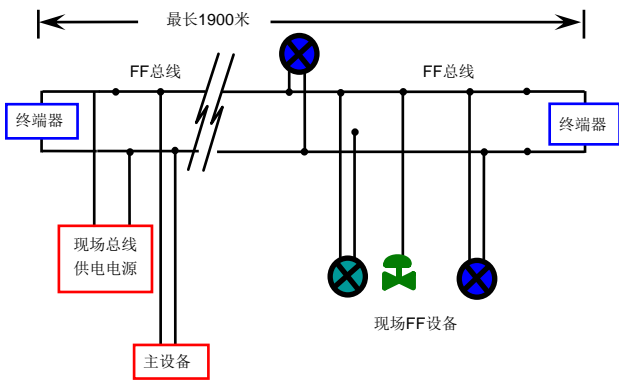 最长1900米
FF总线
FF总线
终端器
终端器
现场总线
供电电源
现场FF设备
主设备